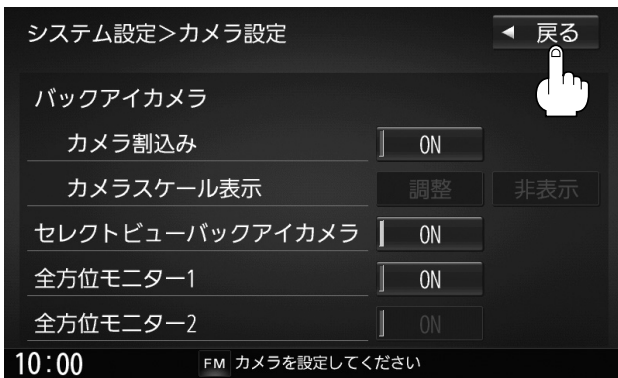 システム設定＞カメラ設定 ◀ 戻る
バックアイカメラ
カメラ割込み ON
カメラスケール表示 調整 非表示
セレクトビューバックアイカメラ ON
全方位モニター1 ON
全方位モニター2 ON
10:00 FM カメラを設定してください